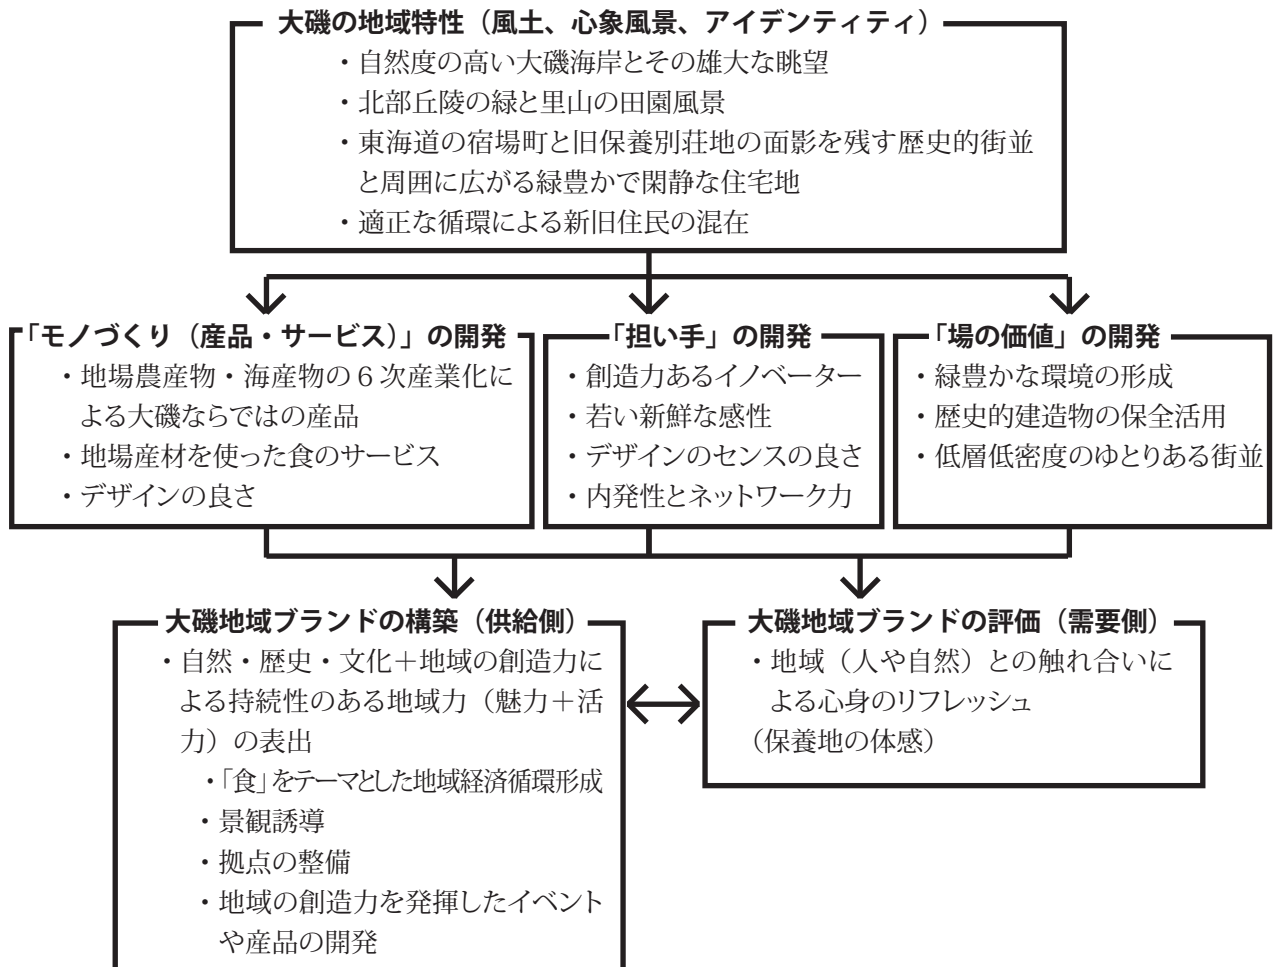 大磯の地域特性（風土、心象風景、アイデンティティ）
・自然度の高い大磯海岸とその雄大な眺望
・北部丘陵の緑と里山の田園風景
・東海道の宿場町と旧保養別荘地の面影を残す歴史的街並
と周囲に広がる緑豊かで閑静な住宅地
・適正な循環による新旧住民の混在
「モノづくり（産品・サービス）」の開発
・地場農産物・海産物の６次産業化に
よる大磯ならではの産品
・地場産材を使った食のサービス
・デザインの良さ
「担い手」の開発
・創造力あるイノベーター
・若い新鮮な感性
・デザインのセンスの良さ
・内発性とネットワーク力
「場の価値」の開発
・緑豊かな環境の形成
・歴史的建造物の保全活用
・低層低密度のゆとりある街並
大磯地域ブランドの構築（供給側）
・自然・歴史・文化＋地域の創造力に
よる持続性のある地域力（魅力＋活
力）の表出
・「食」をテーマとした地域経済循環形成
・景観誘導
・拠点の整備
・地域の創造力を発揮したイベント
や産品の開発
大磯地域ブランドの評価（需要側）
・地域（人や自然）との触れ合いに
よる心身のリフレッシュ
（保養地の体感）